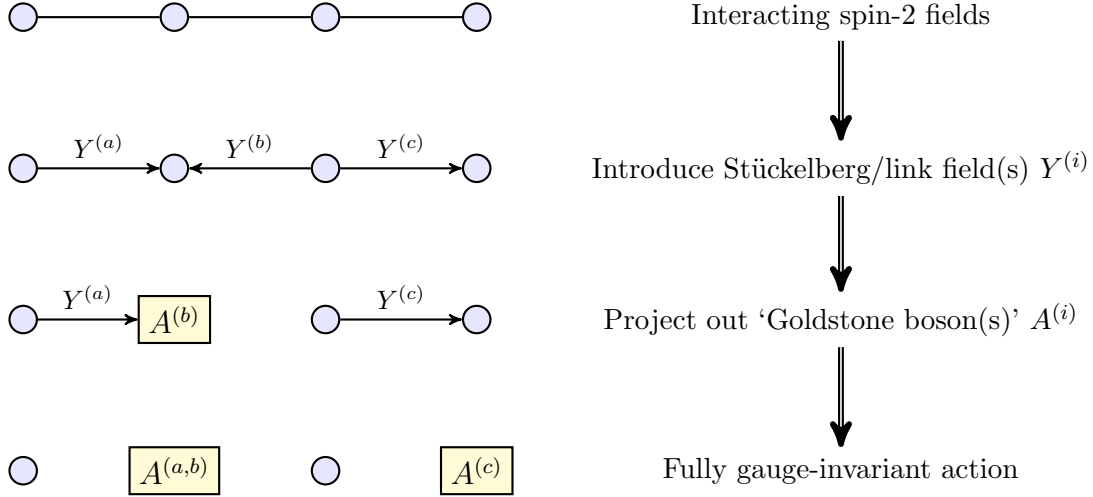 Interacting spin-2 fields
Y^{(a)} Y^{(b)} Y^{(c)}
Introduce Stückelberg/link field(s) Y^{(i)}
Y^{(a)} A^{(b)} Y^{(c)}
Project out ‘Goldstone boson(s)’ A^{(i)}
A^{(a,b)} A^{(c)}
Fully gauge-invariant action